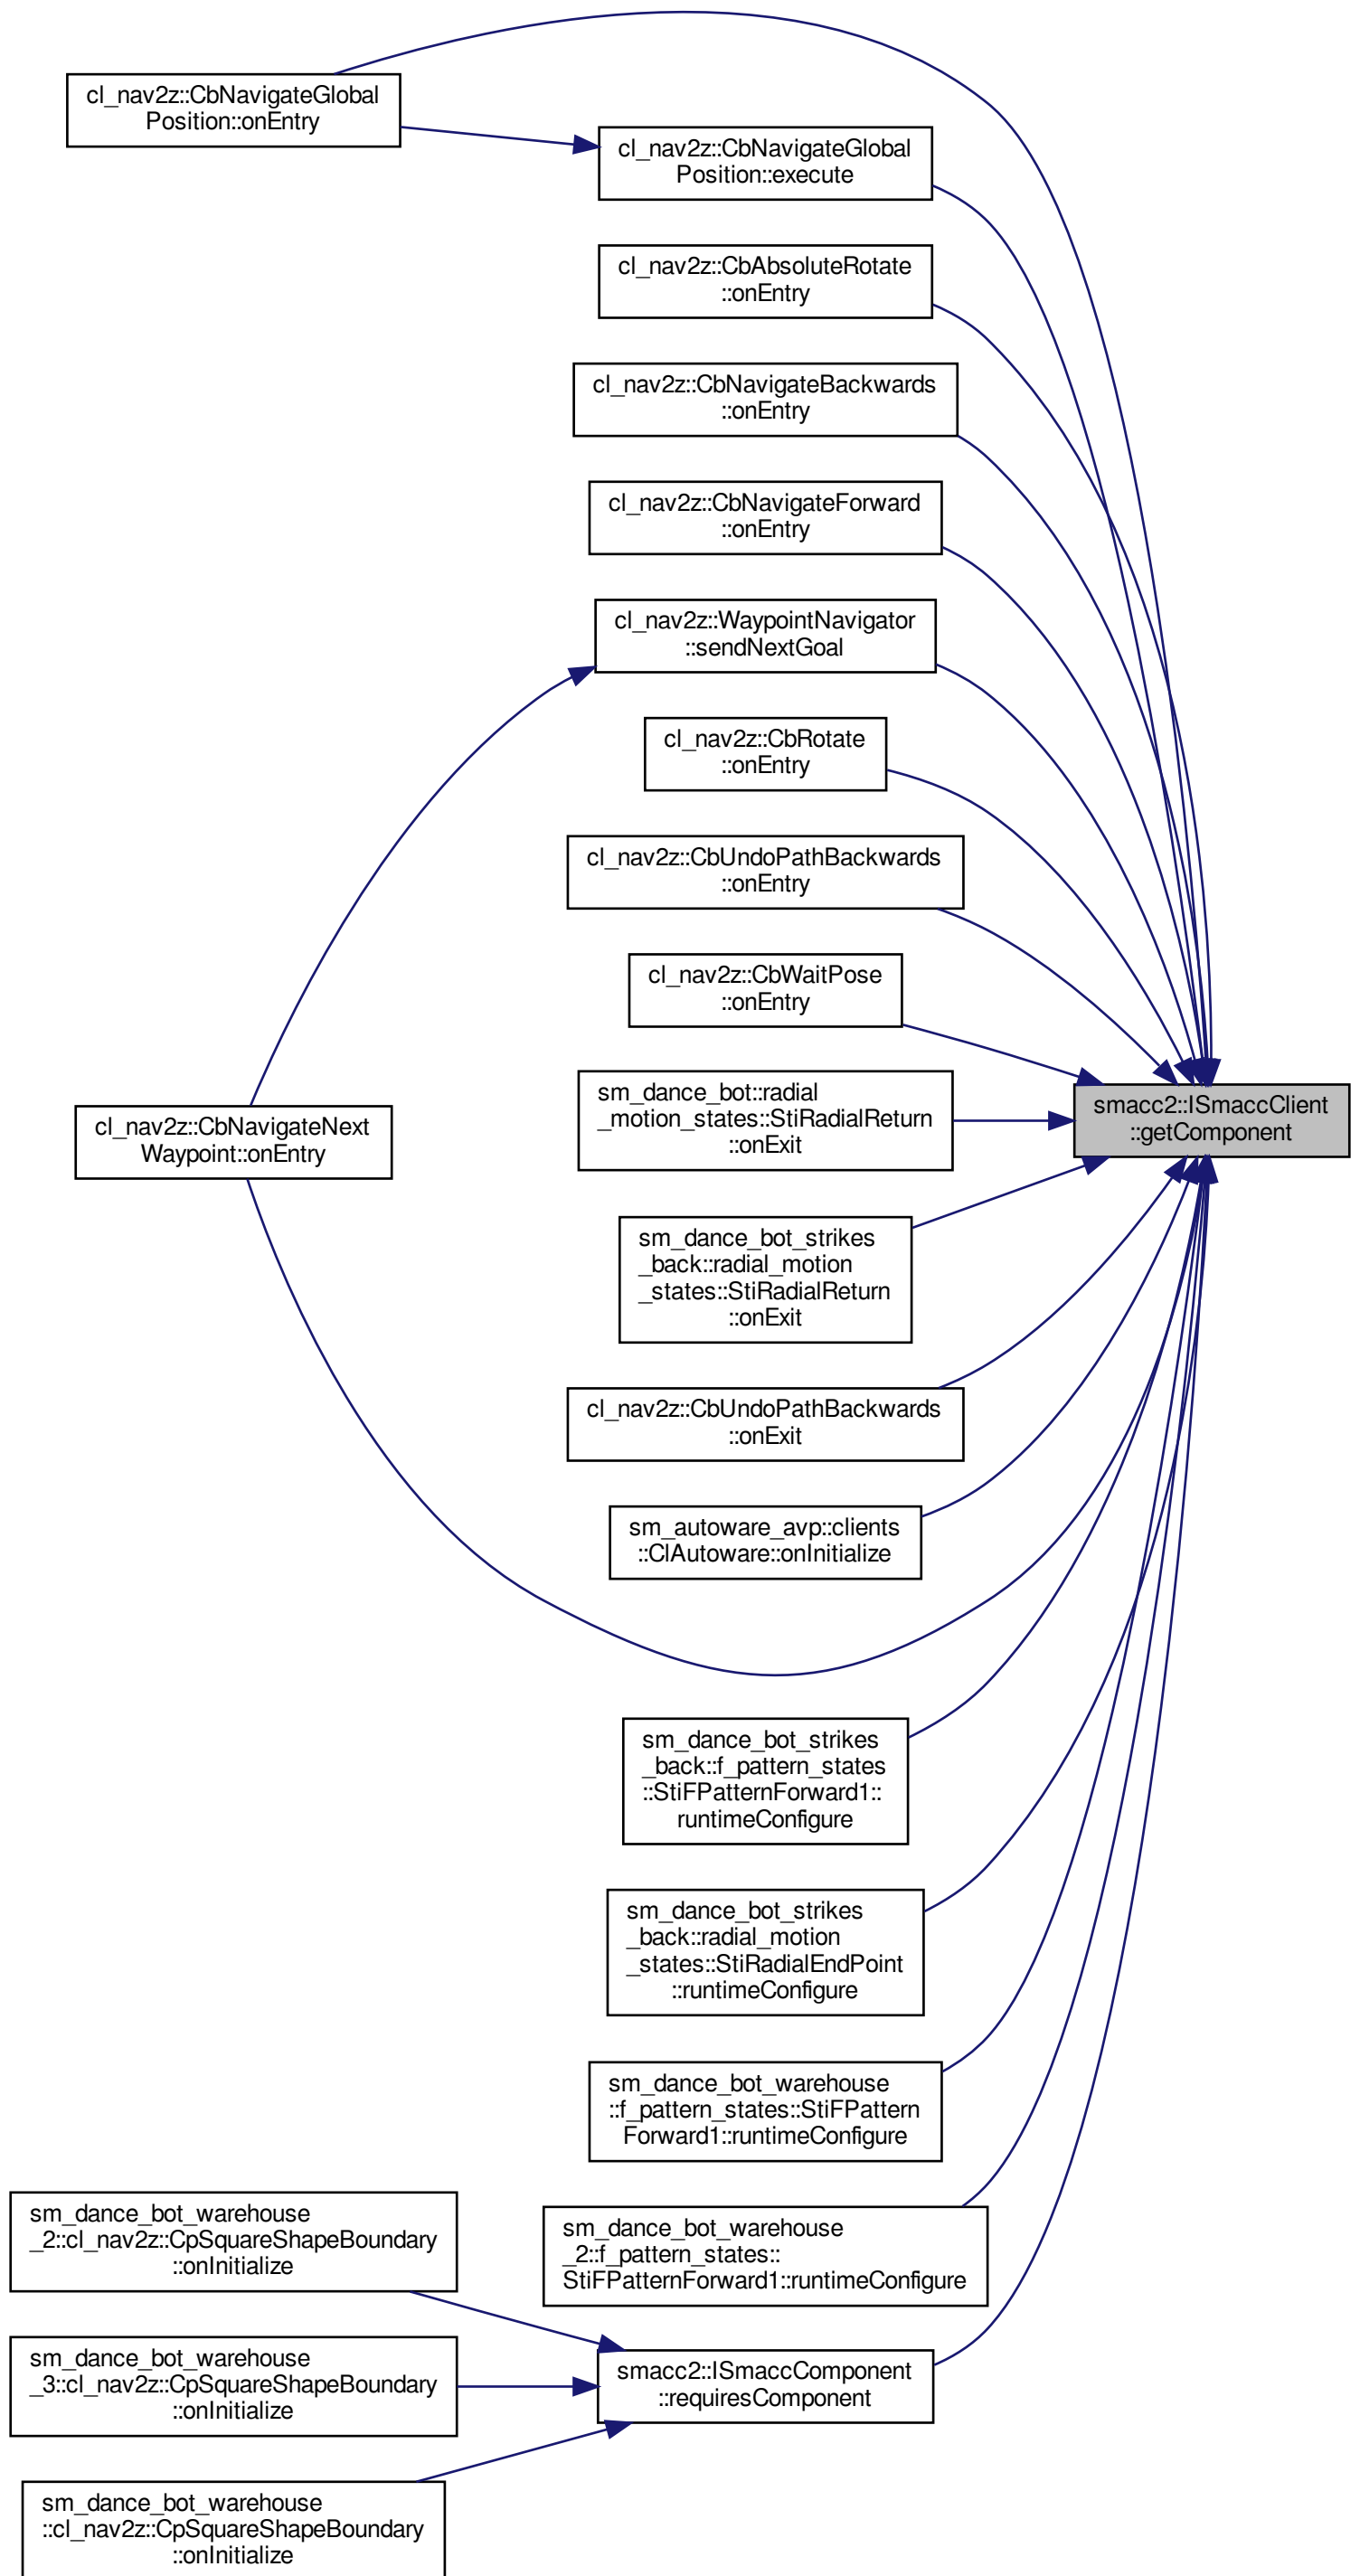 cl_nav2z::CbNavigateGlobal
Position::onEntry
cl_nav2z::CbNavigateGlobal
Position::execute
cl_nav2z::CbAbsoluteRotate
::onEntry
cl_nav2z::CbNavigateBackwards
::onEntry
cl_nav2z::CbNavigateForward
::onEntry
cl_nav2z::WaypointNavigator
::sendNextGoal
cl_nav2z::CbRotate
::onEntry
cl_nav2z::CbUndoPathBackwards
::onEntry
cl_nav2z::CbWaitPose
::onEntry
sm_dance_bot::radial
_motion_states::StiRadialReturn
::onExit
smacc2::ISmaccClient
::getComponent
cl_nav2z::CbNavigateNext
Waypoint::onEntry
sm_dance_bot_strikes
_back::radial_motion
_states::StiRadialReturn
::onExit
cl_nav2z::CbUndoPathBackwards
::onExit
sm_autoware_avp::clients
::ClAutoware::onInitialize
sm_dance_bot_strikes
_back::f_pattern_states
::StiFPatternForward1::
runtimeConfigure
sm_dance_bot_strikes
_back::radial_motion
_states::StiRadialEndPoint
::runtimeConfigure
sm_dance_bot_warehouse
::f_pattern_states::StiFPattern
Forward1::runtimeConfigure
sm_dance_bot_warehouse
_2::cl_nav2z::CpSquareShapeBoundary
::onInitialize
sm_dance_bot_warehouse
_2::f_pattern_states::
StiFPatternForward1::runtimeConfigure
sm_dance_bot_warehouse
_3::cl_nav2z::CpSquareShapeBoundary
::onInitialize
smacc2::ISmaccComponent
::requiresComponent
sm_dance_bot_warehouse
::cl_nav2z::CpSquareShapeBoundary
::onInitialize